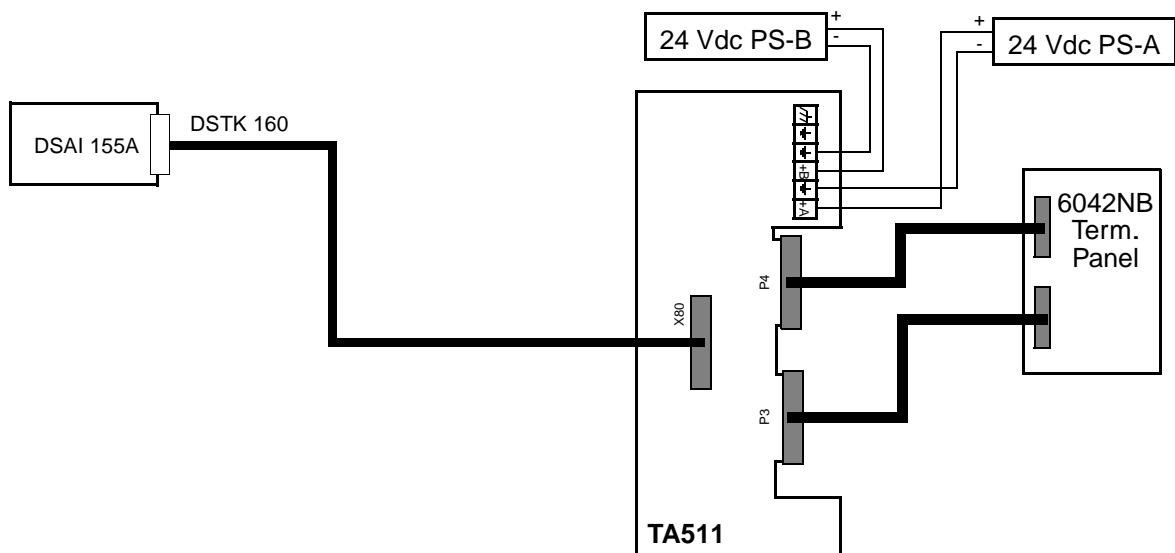 24 Vdc PS-B
+
-
+
-
24 Vdc PS-A
DSAI 155A
DSTK 160
+B
+A
6042NB
Term.
Panel
P4
X80
P3
TA511